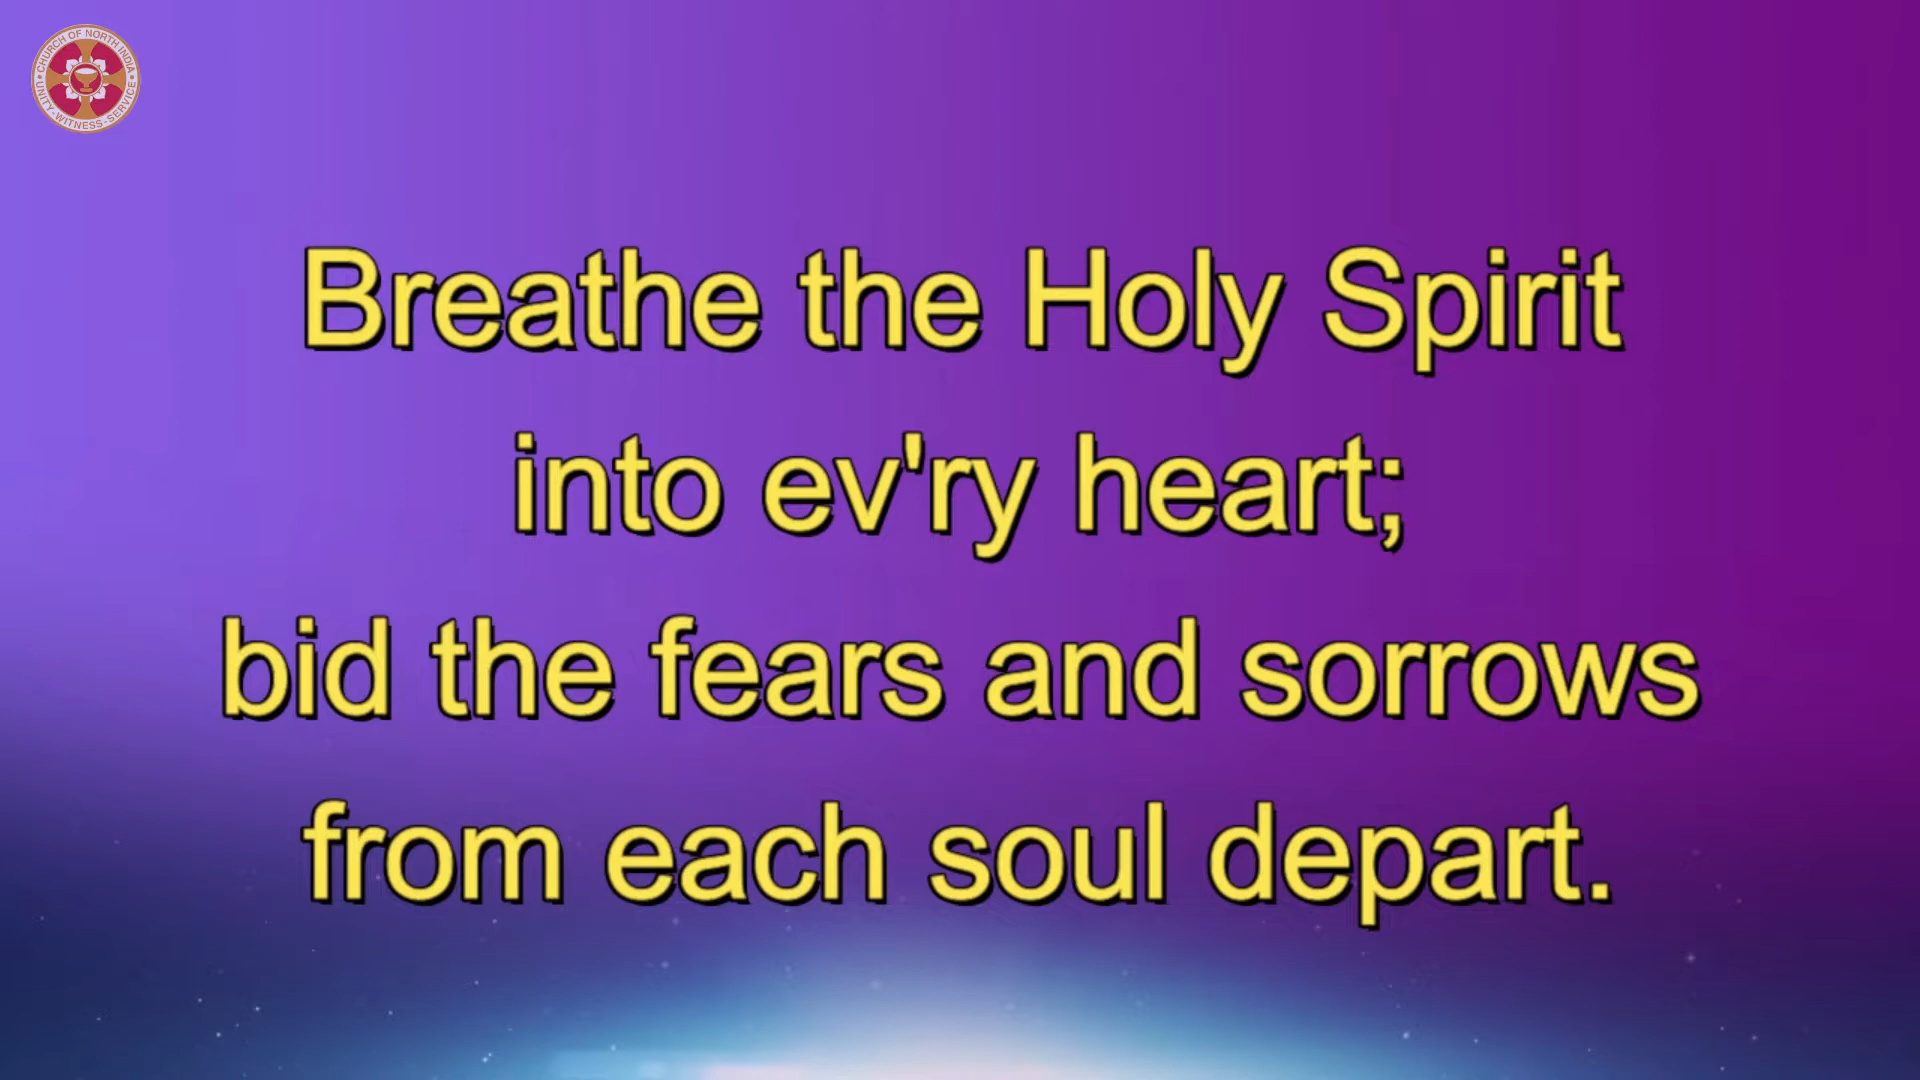 CHURCH OF NORTH INDIA
UNITY - WITNESS - SERVICE
Breathe the Holy Spirit
into ev'ry heart;
bid the fears and sorrows
from each soul depart.